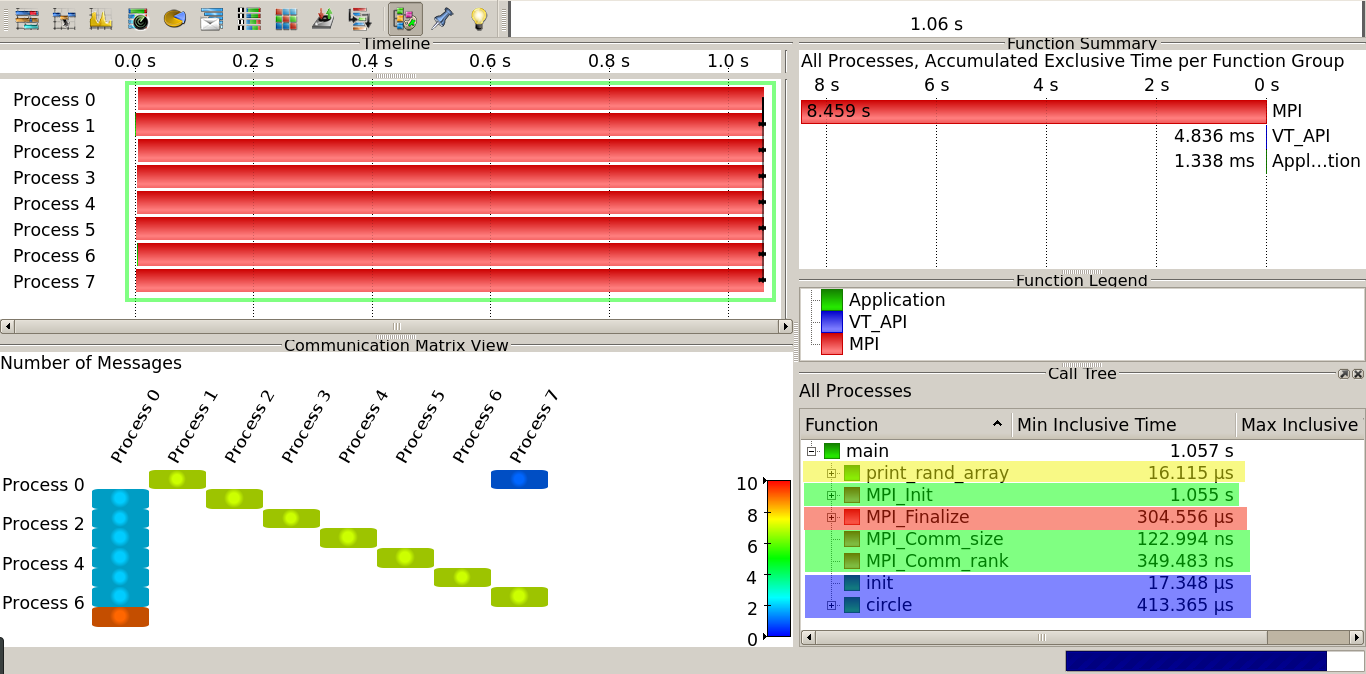 1.06 s
Timeline
0.0 s 0.2 s 0.4 s 0.6 s 0.8 s 1.0 s
Process 0
Process 1
Process 2
Process 3
Process 4
Process 5
Process 6
Process 7
Function Summary
All Processes, Accumulated Exclusive Time per Function Group
8 s 6 s 4 s 2 s 0 s
8.459 s MPI
4.836 ms VT_API
1.338 ms Appl...tion
Function Legend
Application
VT_API
MPI
Communication Matrix View
Number of Messages
Process 0 Process 1 Process 2 Process 3 Process 4 Process 5 Process 6 Process 7
Process 0
Process 2
Process 4
Process 6
10
8
6
4
2
0
Call Tree
All Processes
Function Min Inclusive Time Max Inclusive
main 1.057 s
print_rand_array 16.115 µs
MPI_Init 1.055 s
MPI_Finalize 304.556 µs
MPI_Comm_size 122.994 ns
MPI_Comm_rank 349.483 ns
init 17.348 µs
circle 413.365 µs